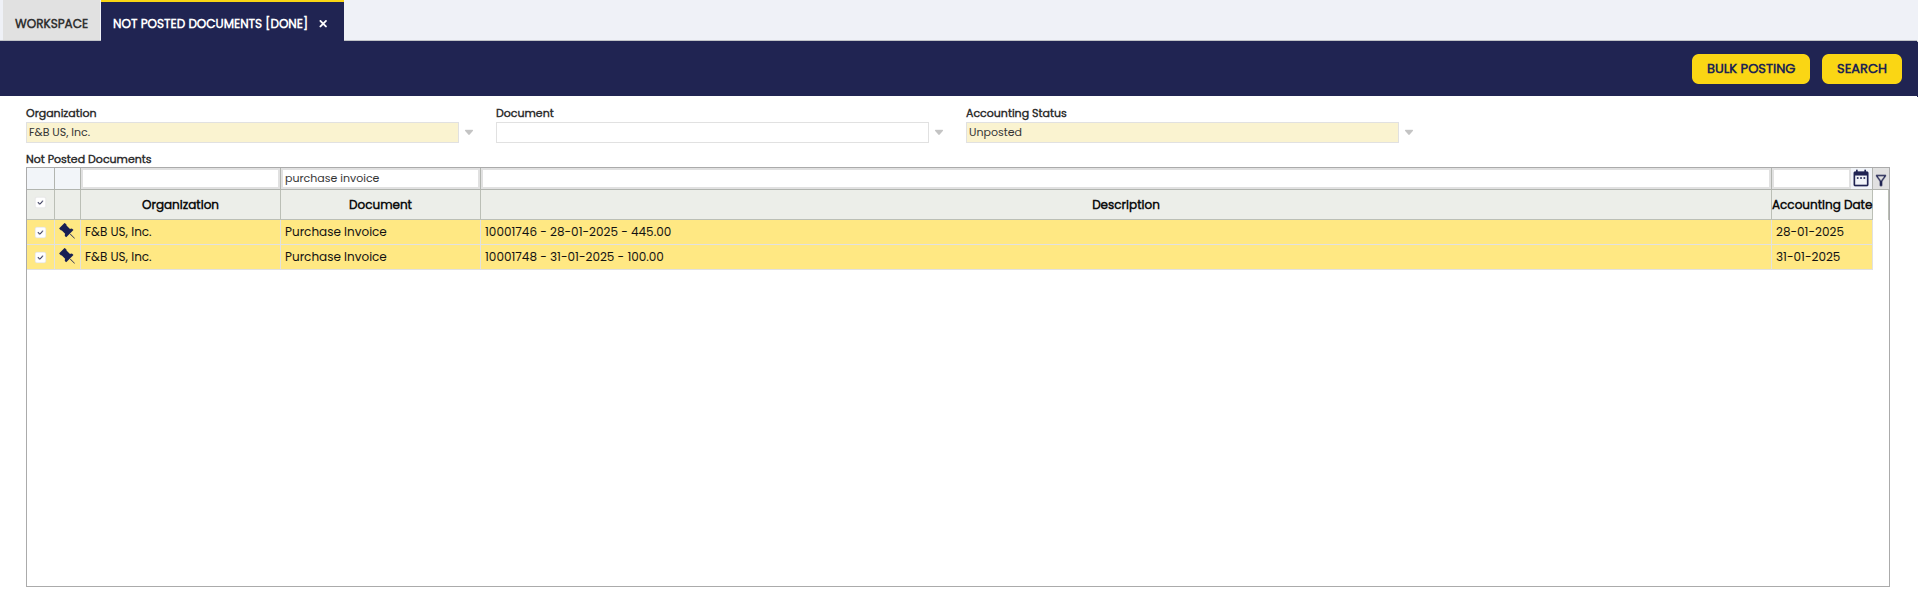 WORKSPACE NOT POSTED DOCUMENTS [DONE] ×
BULK POSTING SEARCH
Organization Document Accounting Status
F&B US, Inc. Unposted
Not Posted Documents
purchase invoice
Organization Document Description Accounting Date
F&B US, Inc. Purchase Invoice 10001746 - 28-01-2025 - 445.00 28-01-2025
F&B US, Inc. Purchase Invoice 10001748 - 31-01-2025 - 100.00 31-01-2025